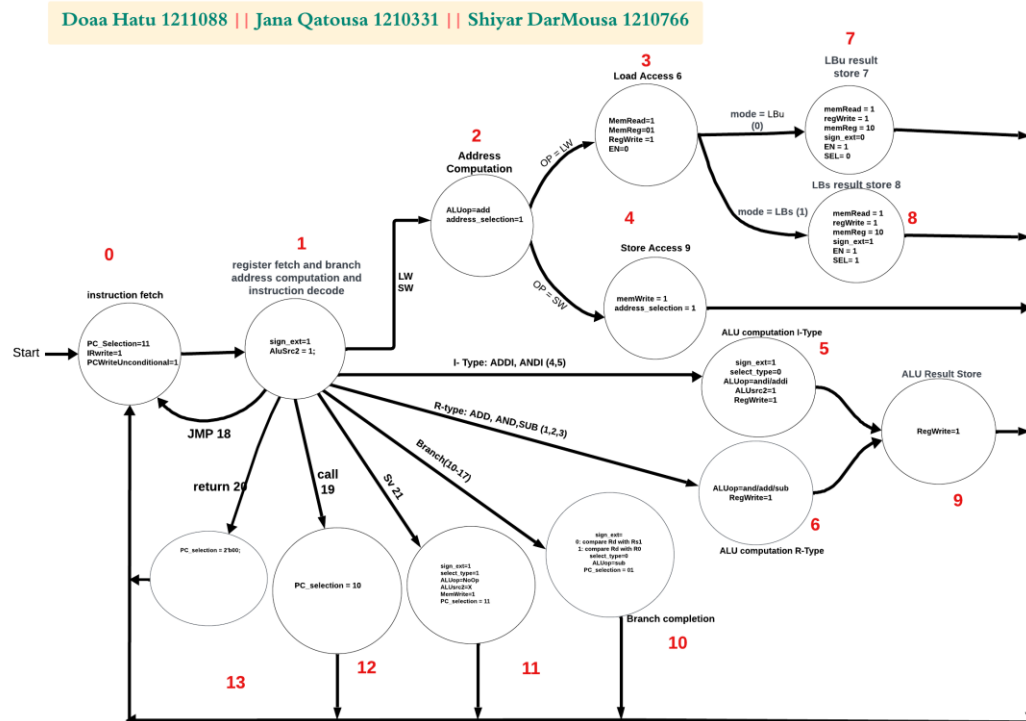 Doaa Hatu 1211088 || Jana Qatousa 1210331 || Shiyar DarMousa 1210766
0
instruction fetch
Start
PC_Selection=11
IRwrite=1
PCWriteUnconditional=1
1
register fetch and branch
address computation and
instruction decode
sign_ext=1
AluSrc2 = 1;
LW
SW
2
Address
Computation
ALUop=add
address_selection=1
OP = LW
OP = SW
3
Load Access 6
MemRead=1
MemReg=01
RegWrite =1
EN=0
4
Store Access 9
memWrite = 1
address_selection = 1
mode = LBu
(0)
mode = LBs (1)
7
LBu result
store 7
memRead = 1
regWrite = 1
memReg = 10
sign_ext=0
EN = 1
SEL= 0
LBs result store 8
8
memRead = 1
regWrite = 1
memReg = 10
sign_ext=1
EN = 1
SEL= 1
I- Type: ADDI, ANDI (4,5)
ALU computation I-Type
5
sign_ext=1
select_type=0
ALUop=andi/addi
ALUsrc2=1
RegWrite=1
R-type: ADD, AND,SUB (1,2,3)
ALUop=and/add/sub
RegWrite=1
6
ALU computation R-Type
ALU Result Store
RegWrite=1
9
JMP 18
return 20
call
19
Sv 21
Branch(10-17)
PC_selection = 2'b00;
13
PC_selection = 10
12
sign_ext=1
select_type=1
ALUop=NoOp
ALUsrc2=X
MemWrite=1
PC_selection = 11
11
sign_ext=
0: compare Rd with Rs1
1: compare Rd with R0
select_type=0
ALUop=sub
PC_selection = 01
Branch completion
10